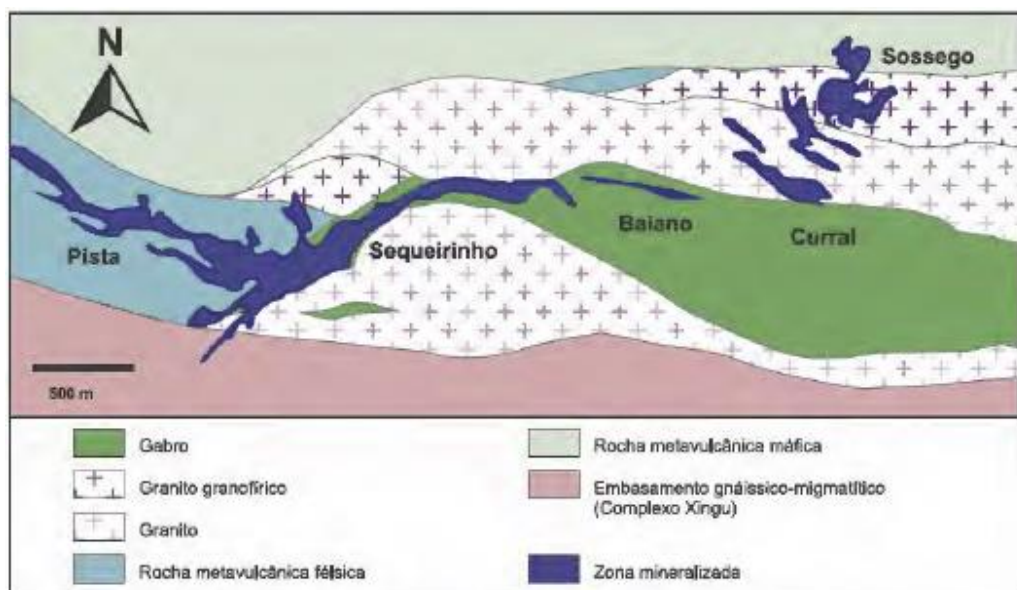 N
Sossego
Pista
Sequeirinho
Baiano
Curral
500 m
Gabro
Granito granofírico
Granito
Rocha metavulcânica félsica
Rocha metavulcânica máfica
Embasamento gnáissico-migmatítico
(Complexo Xingu)
Zona mineralizada